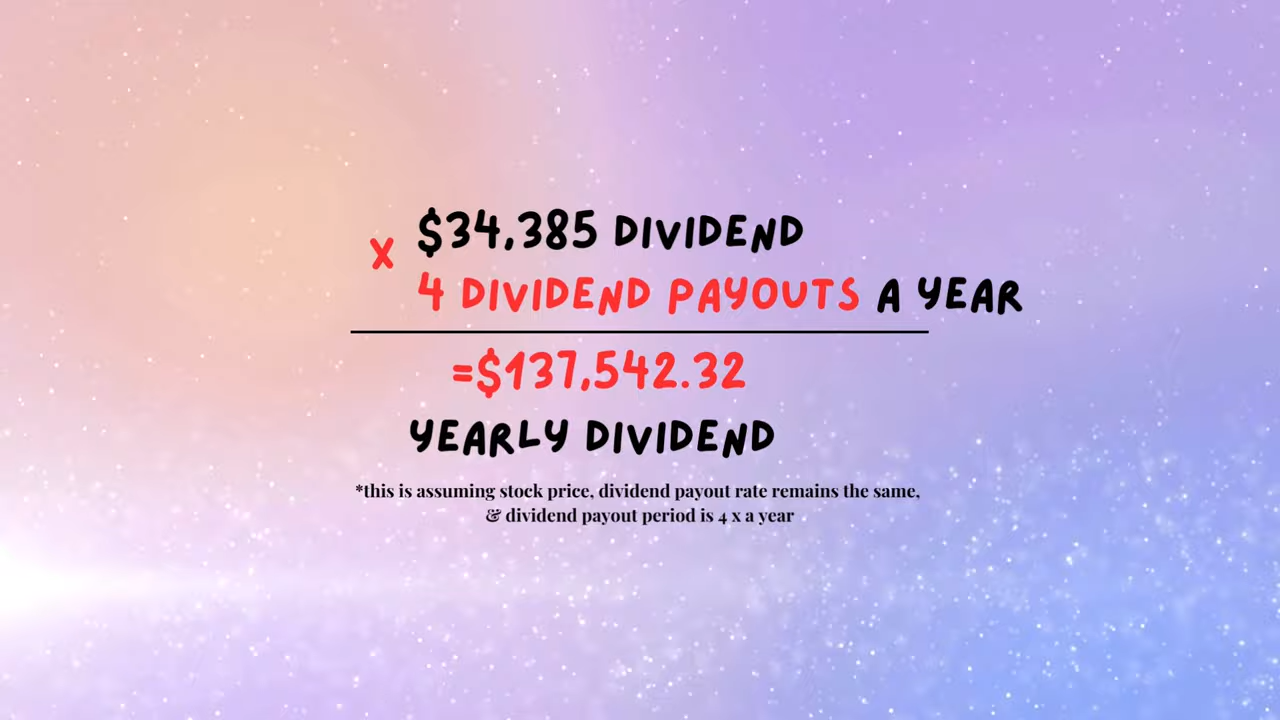 $34,385 DIVIDEND
x
4 DIVIDEND PAYOUTS A YEAR
=$137,542.32
YEARLY DIVIDEND
*this is assuming stock price, dividend payout rate remains the same,
& dividend payout period is 4 x a year